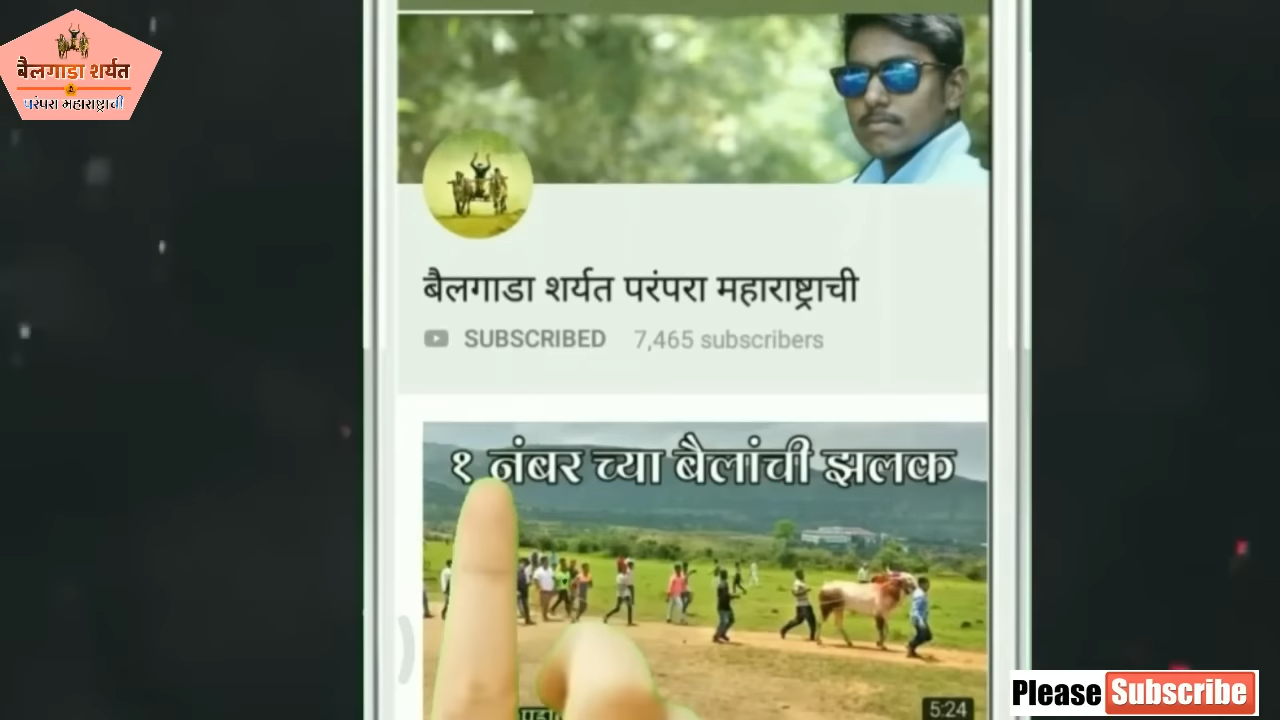 बैलगाडा शर्यत
परंपरा महाराष्ट्राची
बैलगाडा शर्यत परंपरा महाराष्ट्राची
SUBSCRIBED 7,465 subscribers
१ नंबर च्या बैलांची झलक
5:24
Please Subscribe